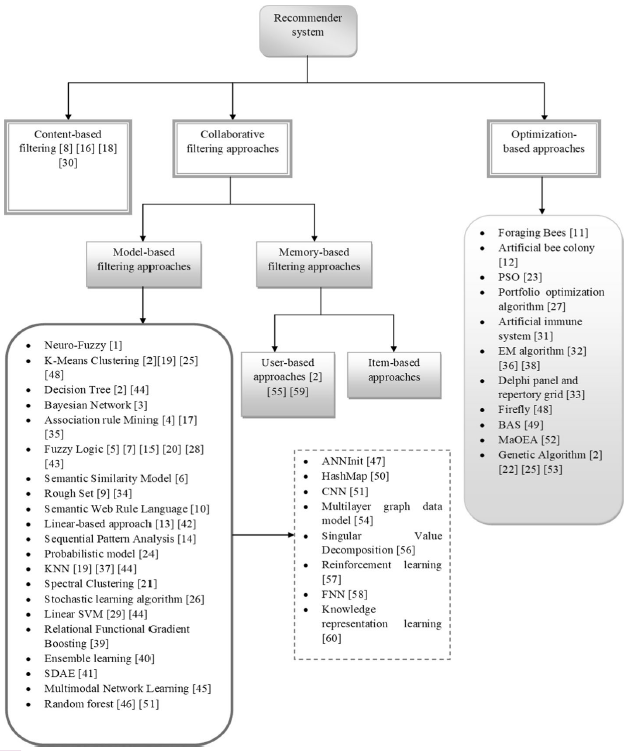 Recommender
system
Content-based
filtering [8] [16] [18]
[30]
Collaborative
filtering approaches
Optimization-
based approaches
Model-based
filtering approaches
Memory-based
filtering approaches
User-based
approaches [2]
[55] [59]
Item-based
approaches
• Neuro-Fuzzy [1]
• K-Means Clustering [2][19] [25]
[48]
• Decision Tree [2] [44]
• Bayesian Network [3]
• Association rule Mining [4] [17]
[35]
• Fuzzy Logic [5] [7] [15] [20] [28]
[43]
• Semantic Similarity Model [6]
• Rough Set [9] [34]
• Semantic Web Rule Language [10]
• Linear-based approach [13] [42]
• Sequential Pattern Analysis [14]
• Probabilistic model [24]
• KNN [19] [37] [44]
• Spectral Clustering [21]
• Stochastic learning algorithm [26]
• Linear SVM [29] [44]
• Relational Functional Gradient
Boosting [39]
• Ensemble learning [40]
• SDAE [41]
• Multimodal Network Learning [45]
• Random forest [46] [51]
• ANNInit [47]
• HashMap [50]
• CNN [51]
• Multilayer graph data
model [54]
• Singular Value
Decomposition [56]
• Reinforcement learning
[57]
• FNN [58]
• Knowledge
representation learning
[60]
• Foraging Bees [11]
• Artificial bee colony
[12]
• PSO [23]
• Portfolio optimization
algorithm [27]
• Artificial immune
system [31]
• EM algorithm [32]
[36] [38]
• Delphi panel and
repertory grid [33]
• Firefly [48]
• BAS [49]
• MaOEA [52]
• Genetic Algorithm [2]
[22] [25] [53]